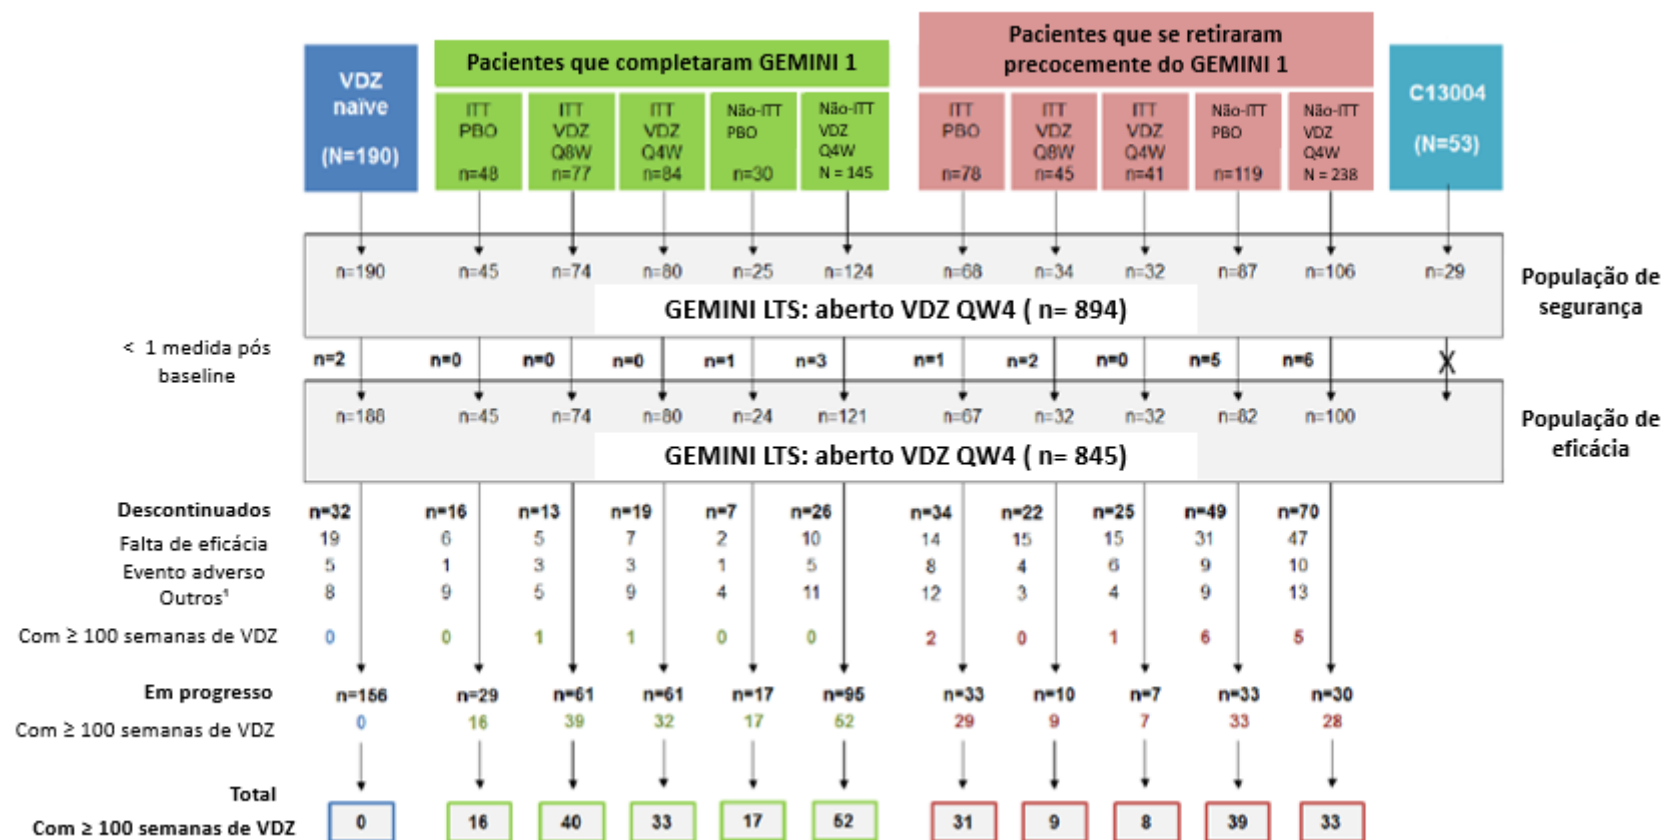 VDZ
naïve
(N=190)
Pacientes que completaram GEMINI 1
ITT
PBO
n=48
ITT
VDZ
Q8W
n=77
ITT
VDZ
Q4W
n=84
Não-ITT
PBO
n=30
Não-ITT
VDZ
Q4W
N = 145
Pacientes que se retiraram
precocemente do GEMINI 1
ITT
PBO
n=78
ITT
VDZ
Q8W
n=45
ITT
VDZ
Q4W
n=41
Não-ITT
PBO
n=119
Não-ITT
VDZ
Q4W
N = 238
C13004
(N=53)
n=190 n=45 n=74 n=80 n=25 n=124 n=68 n=34 n=32 n=87 n=106 n=29
GEMINI LTS: aberto VDZ QW4 ( n= 894)
População de
segurança
< 1 medida pós
baseline
n=2 n=0 n=0 n=0 n=1 n=3 n=1 n=2 n=0 n=5 n=6 X
n=188 n=45 n=74 n=80 n=24 n=121 n=67 n=32 n=32 n=82 n=100
GEMINI LTS: aberto VDZ QW4 ( n= 845)
População de
eficácia
Descontinuados n=32 n=16 n=13 n=19 n=7 n=26 n=34 n=22 n=25 n=49 n=70
Falta de eficácia 19 6 5 7 2 10 14 15 15 31 47
Evento adverso 5 1 3 3 1 5 8 4 6 9 10
Outros¹ 8 9 5 9 4 11 12 3 4 9 13
Com ≥ 100 semanas de VDZ 0 0 1 1 0 0 2 0 1 6 5
Em progresso n=156 n=29 n=61 n=61 n=17 n=95 n=33 n=10 n=7 n=33 n=30
Com ≥ 100 semanas de VDZ 0 16 39 32 17 52 29 9 7 33 28
Total
Com ≥ 100 semanas de VDZ 0 16 40 33 17 52 31 9 8 39 33